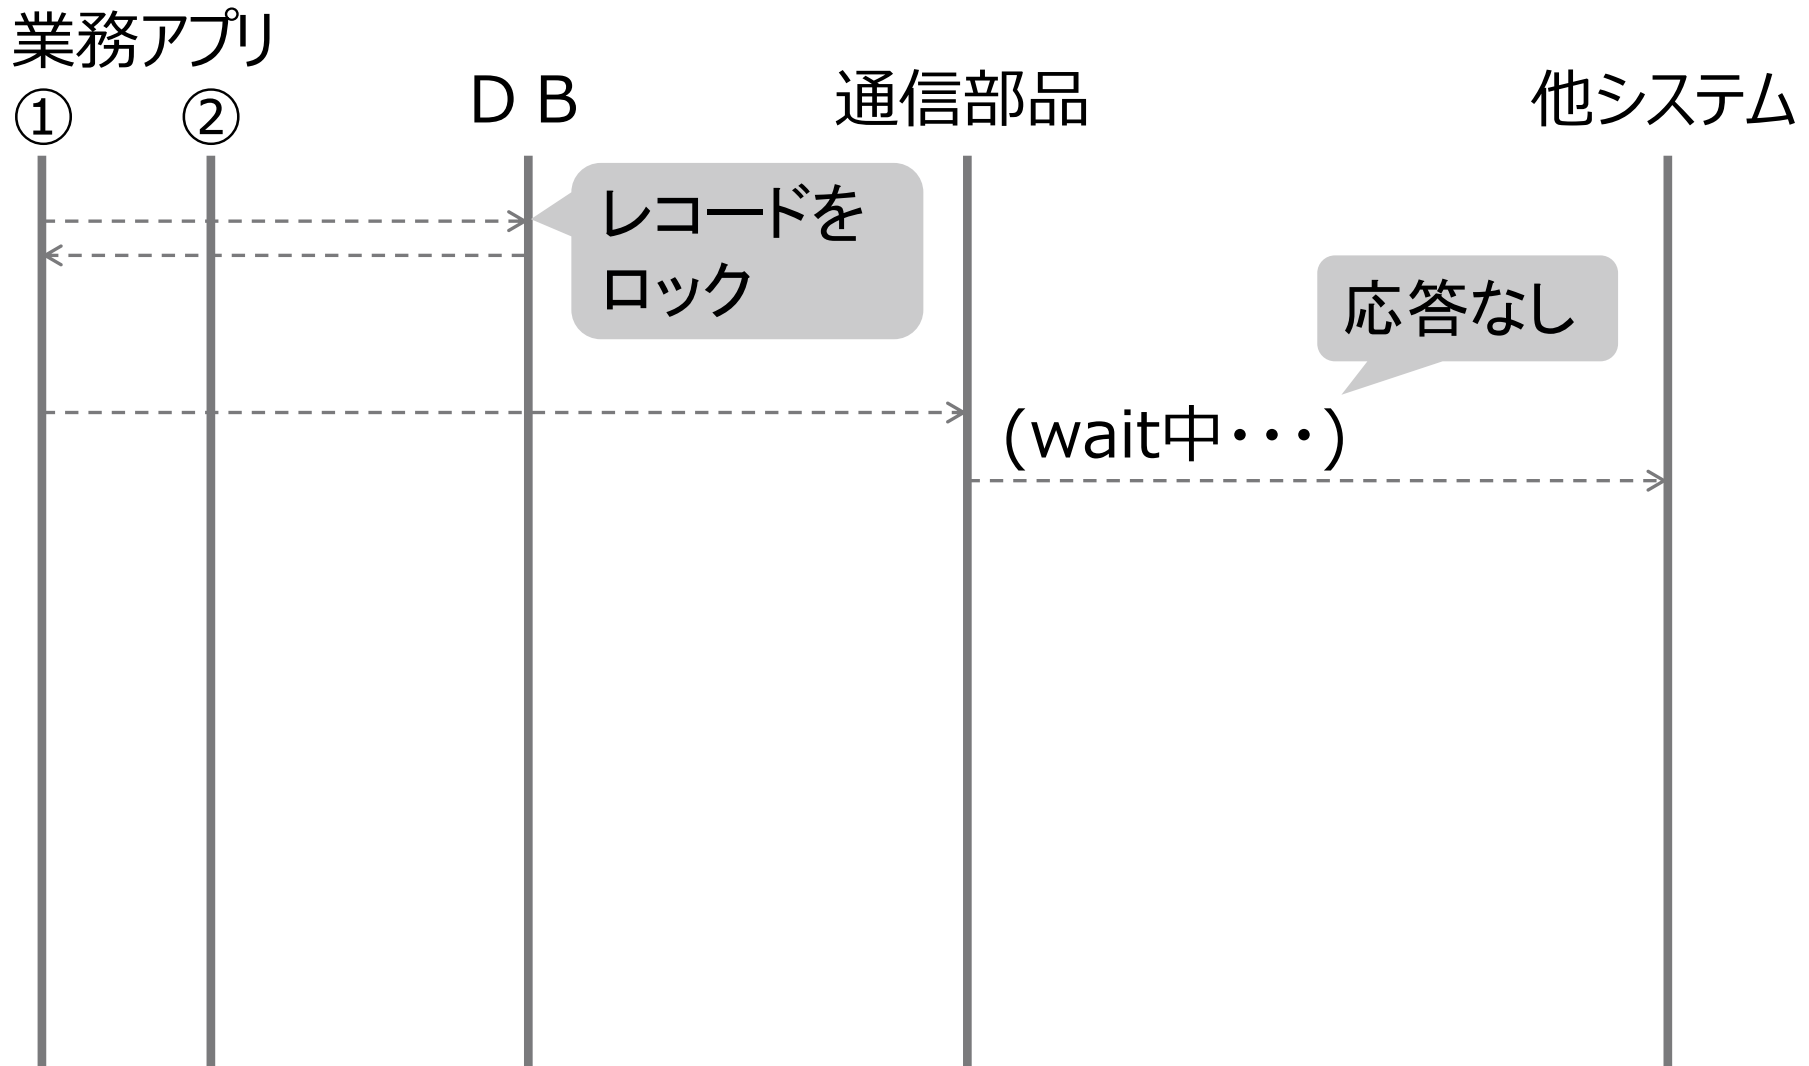 業務アプリ
① ②
ＤＢ
通信部品
他システム
レコードを
ロック
応答なし
(wait中・・・)